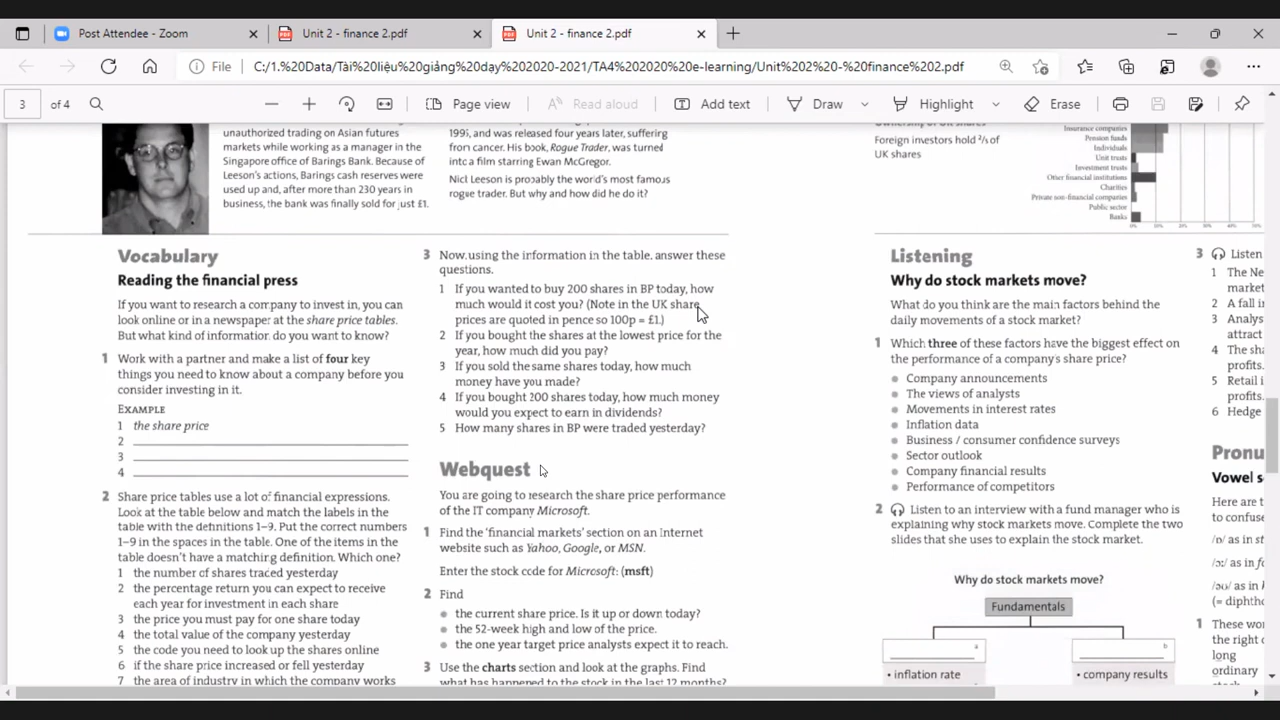 Post Attendee - Zoom
Unit 2 - finance 2.pdf
Unit 2 - finance 2.pdf
File
C:/1.%20Data/Tài%20liệu%20giảng%20dạy%202020-2021/TA4%202020%20e-learning/Unit%202%20-%20finance%202.pdf
3 of 4
Page view
Read aloud
Add text
Draw
Highlight
Erase
unauthorized trading on Asian futures
markets while working as a manager in the
Singapore office of Barings Bank. Because of
Leeson's actions, Barings cash reserves were
used up and, after more than 230 years in
business, the bank was finally sold for just £1.
and was released four years later, suffering
from cancer. His book, Rogue Trader, was turned
into a film starring Ewan McGregor.
Nick Leeson is probably the world's most famous
rogue trader. But why and how did he do it?
Foreign investors hold ²/₅ of
UK shares
Insurance companies
Pension funds
Individuals
Unit trusts
Investment trusts
Other financial institutions
Charities
Private non-financial companies
Public sector
Banks
Vocabulary
Reading the financial press
If you want to research a company to invest in, you can
look online or in a newspaper at the share price tables.
But what kind of information do you want to know?
1 Work with a partner and make a list of four key
things you need to know about a company before you
consider investing in it.
EXAMPLE
1 the share price
2
3
4
2 Share price tables use a lot of financial expressions.
Look at the table below and match the labels in the
table with the definitions 1–9. Put the correct numbers
1–9 in the spaces in the table. One of the items in the
table doesn't have a matching definition. Which one?
1 the number of shares traded yesterday
2 the percentage return you can expect to receive
each year for investment in each share
3 the price you must pay for one share today
4 the total value of the company yesterday
5 the code you need to look up the shares online
6 if the share price increased or fell yesterday
7 the area of industry in which the company works
3 Now, using the information in the table, answer these
questions.
1 If you wanted to buy 200 shares in BP today, how
much would it cost you? (Note in the UK share
prices are quoted in pence so 100p = £1.)
2 If you bought the shares at the lowest price for the
year, how much did you pay?
3 If you sold the same shares today, how much
money have you made?
4 If you bought 200 shares today, how much money
would you expect to earn in dividends?
5 How many shares in BP were traded yesterday?
Webquest
You are going to research the share price performance
of the IT company Microsoft.
1 Find the 'financial markets' section on an Internet
website such as Yahoo, Google, or MSN.
Enter the stock code for Microsoft: (msft)
2 Find
• the current share price. Is it up or down today?
• the 52-week high and low of the price.
• the one year target price analysts expect it to reach.
3 Use the charts section and look at the graphs. Find
what has happened to the stock in the last 12 months?
Listening
Why do stock markets move?
What do you think are the main factors behind the
daily movements of a stock market?
1 Which three of these factors have the biggest effect on
the performance of a company's share price?
• Company announcements
• The views of analysts
• Movements in interest rates
• Inflation data
• Business / consumer confidence surveys
• Sector outlook
• Company financial results
• Performance of competitors
2 Listen to an interview with a fund manager who is
explaining why stock markets move. Complete the two
slides that she uses to explain the stock market.
Why do stock markets move?
Fundamentals
a
b
• inflation rate
• company results
3 Listen
1 The Ne
market
2 A fall i
3 Analys
attract
4 The sha
profits.
5 Retail i
profits.
6 Hedge
Pronu
Vowel s
Here are t
to confuse
/ɒ/ as in s
/ɔː/ as in f
/əʊ/ as in
(= diphtho
1 These wor
the right c
long
ordinary